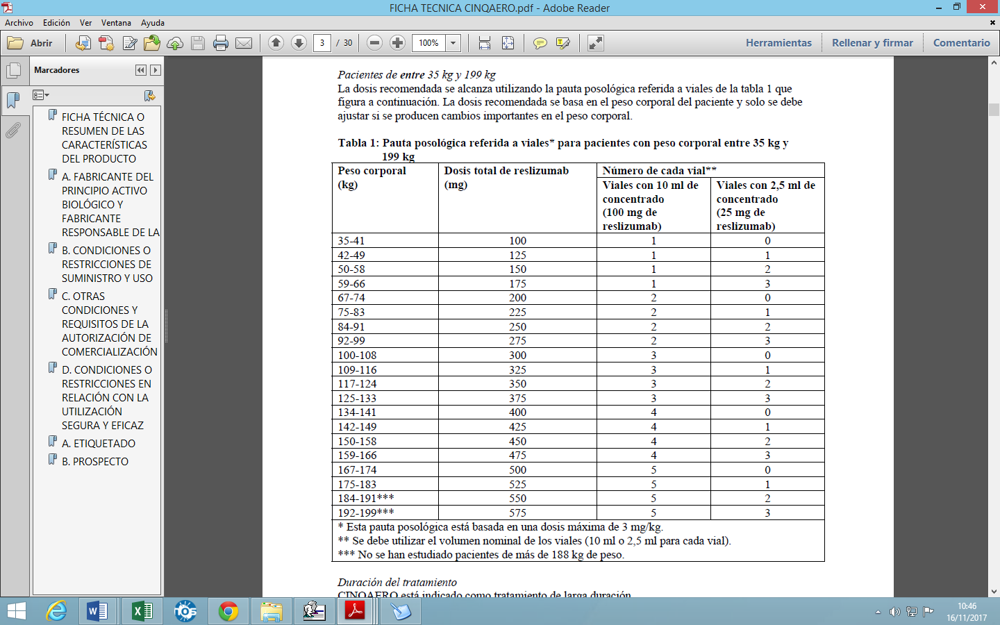 FICHA TECNICA CINQAERO.pdf - Adobe Reader
Archivo Edición Ver Ventana Ayuda
Abrir 3 / 30 100% Herramientas Rellenar y firmar Comentario
Marcadores
FICHA TÉCNICA O
RESUMEN DE LAS
CARACTERÍSTICAS
DEL PRODUCTO
A. FABRICANTE DEL
PRINCIPIO ACTIVO
BIOLÓGICO Y
FABRICANTE
RESPONSABLE DE LA
B. CONDICIONES O
RESTRICCIONES DE
SUMINISTRO Y USO
C. OTRAS
CONDICIONES Y
REQUISITOS DE LA
AUTORIZACIÓN DE
COMERCIALIZACIÓN
D. CONDICIONES O
RESTRICCIONES EN
RELACIÓN CON LA
UTILIZACIÓN
SEGURA Y EFICAZ
A. ETIQUETADO
B. PROSPECTO
Pacientes de entre 35 kg y 199 kg
La dosis recomendada se alcanza utilizando la pauta posológica referida a viales de la tabla 1 que
figura a continuación. La dosis recomendada se basa en el peso corporal del paciente y solo se debe
ajustar si se producen cambios importantes en el peso corporal.
Tabla 1: Pauta posológica referida a viales* para pacientes con peso corporal entre 35 kg y
199 kg
Peso corporal
(kg)
Dosis total de reslizumab
(mg)
Número de cada vial**
Viales con 10 ml de
concentrado
(100 mg de
reslizumab)
Viales con 2,5 ml de
concentrado
(25 mg de
reslizumab)
35-41 100 1 0
42-49 125 1 1
50-58 150 1 2
59-66 175 1 3
67-74 200 2 0
75-83 225 2 1
84-91 250 2 2
92-99 275 2 3
100-108 300 3 0
109-116 325 3 1
117-124 350 3 2
125-133 375 3 3
134-141 400 4 0
142-149 425 4 1
150-158 450 4 2
159-166 475 4 3
167-174 500 5 0
175-183 525 5 1
184-191*** 550 5 2
192-199*** 575 5 3
* Esta pauta posológica está basada en una dosis máxima de 3 mg/kg.
** Se debe utilizar el volumen nominal de los viales (10 ml o 2,5 ml para cada vial).
*** No se han estudiado pacientes de más de 188 kg de peso.
Duración del tratamiento
CINQAERO está indicado como tratamiento de larga duración.
10:46
16/11/2017